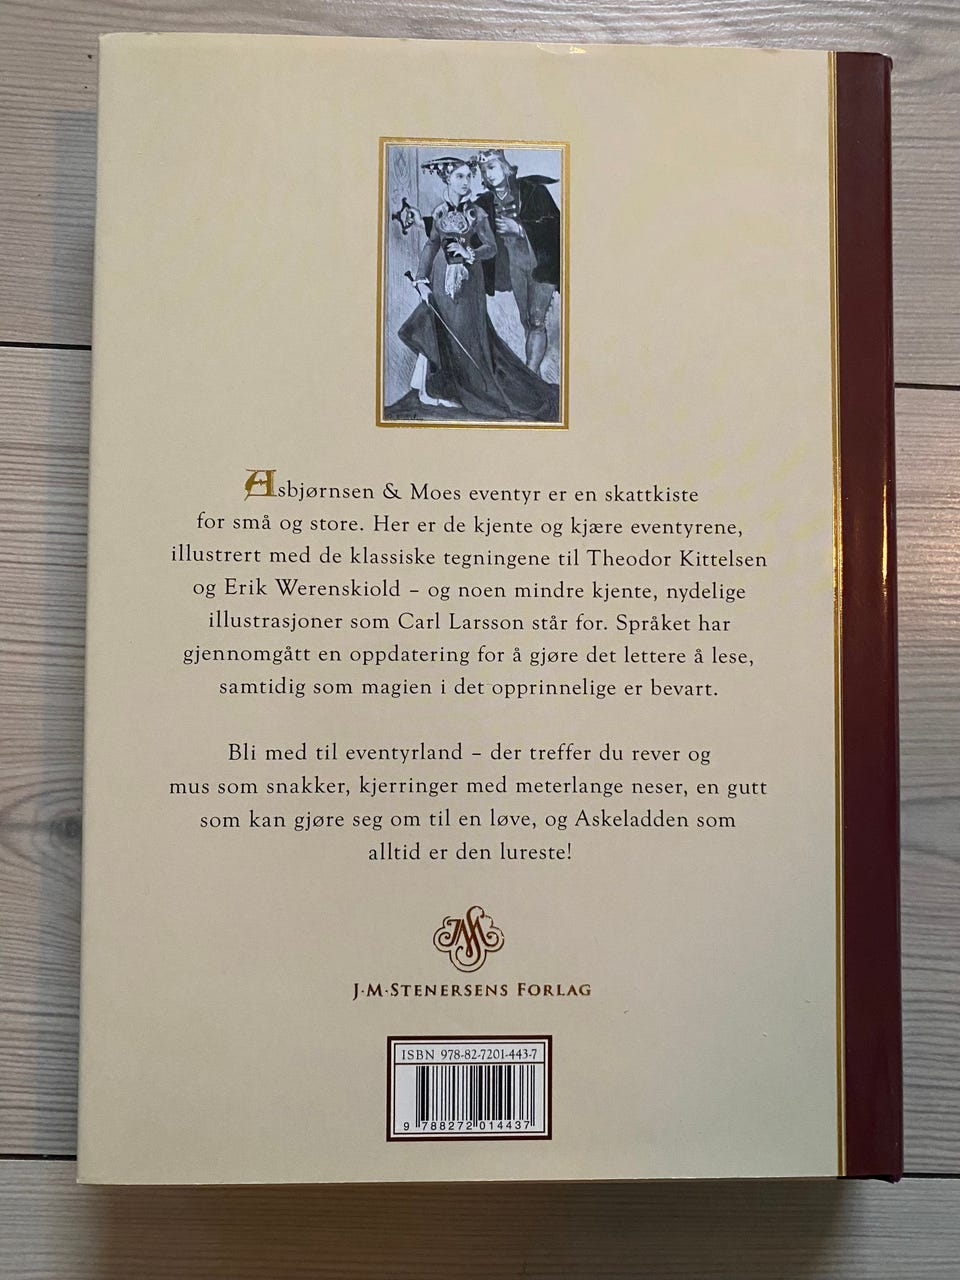 Asbjørnsen & Moes eventyr er en skattkiste
for små og store. Her er de kjente og kjære eventyrene,
illustrert med de klassiske tegningene til Theodor Kittelsen
og Erik Werenskiold – og noen mindre kjente, nydelige
illustrasjoner som Carl Larsson står for. Språket har
gjennomgått en oppdatering for å gjøre det lettere å lese,
samtidig som magien i det opprinnelige er bevart.
Bli med til eventyrland – der treffer du rever og
mus som snakker, kjerringer med meterlange neser, en gutt
som kan gjøre seg om til en løve, og Askeladden som
alltid er den lureste!
J·M·STENERSENS FORLAG
ISBN 978-82-7201-443-7
9 788272 014437